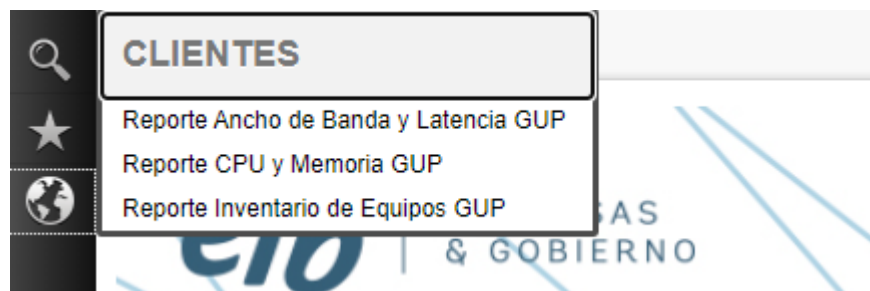 CLIENTES
Reporte Ancho de Banda y Latencia GUP
Reporte CPU y Memoria GUP
Reporte Inventario de Equipos GUP
& GOBIERNO